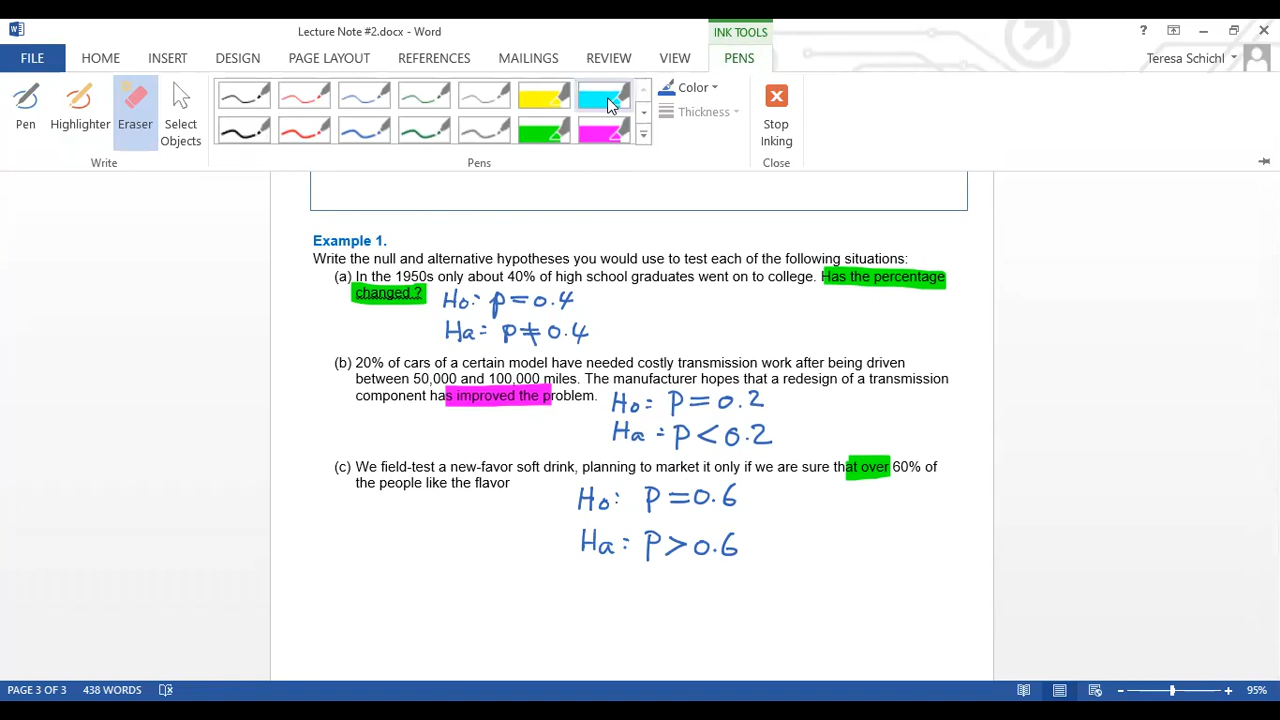 Lecture Note #2.docx - Word
INK TOOLS
FILE HOME INSERT DESIGN PAGE LAYOUT REFERENCES MAILINGS REVIEW VIEW PENS
Teresa Schichl
Pen Highlighter Eraser Select Objects
Color
Thickness
Stop Inking
Write Pens Close
Example 1.
Write the null and alternative hypotheses you would use to test each of the following situations:
(a) In the 1950s only about 40% of high school graduates went on to college. Has the percentage
changed ?
Ho: p = 0.4
Ha: p ≠ 0.4
(b) 20% of cars of a certain model have needed costly transmission work after being driven
between 50,000 and 100,000 miles. The manufacturer hopes that a redesign of a transmission
component has improved the problem.
Ho: P = 0.2
Ha: P < 0.2
(c) We field-test a new-favor soft drink, planning to market it only if we are sure that over 60% of
the people like the flavor
Ho: P = 0.6
Ha: P > 0.6
PAGE 3 OF 3 438 WORDS 95%